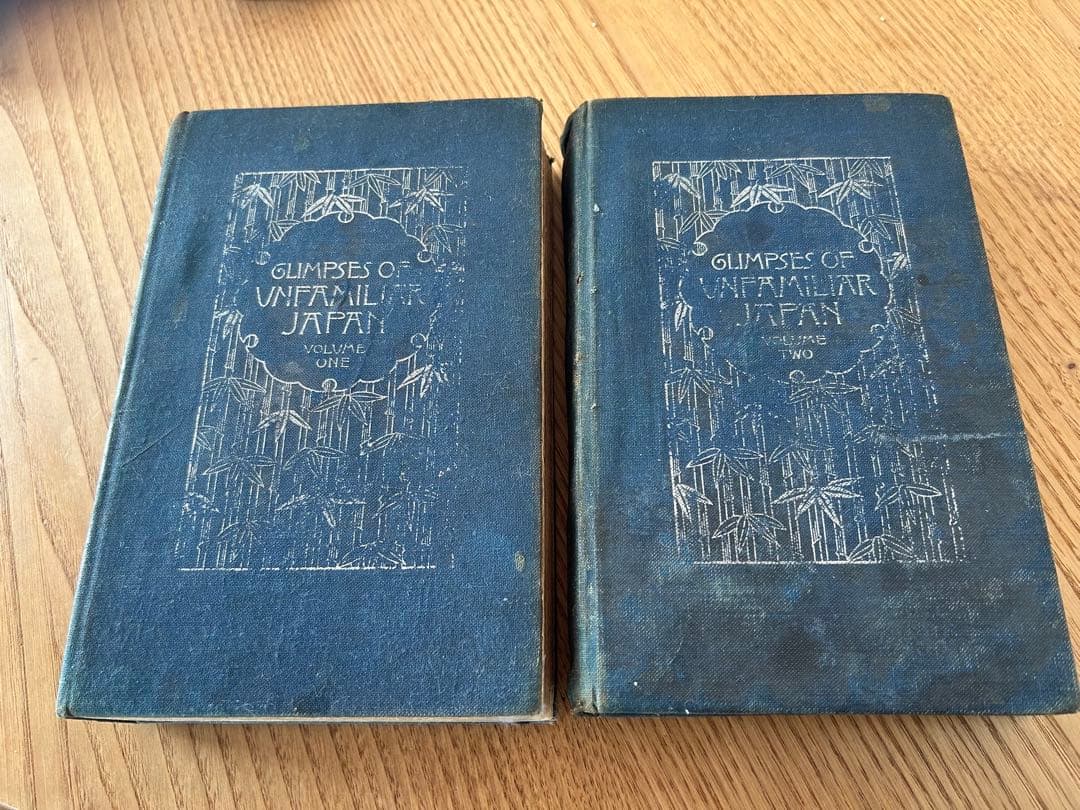 GLIMPSES OF
UNFAMILIAR
JAPAN
VOLUME
ONE
GLIMPSES OF
UNFAMILIAR
JAPAN
VOLUME
TWO